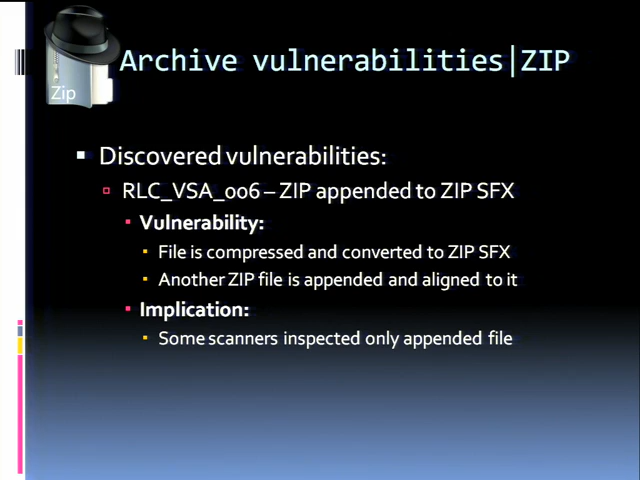 Archive vulnerabilities|ZIP
Zip
Discovered vulnerabilities:
RLC_VSA_006 – ZIP appended to ZIP SFX
Vulnerability:
File is compressed and converted to ZIP SFX
Another ZIP file is appended and aligned to it
Implication:
Some scanners inspected only appended file